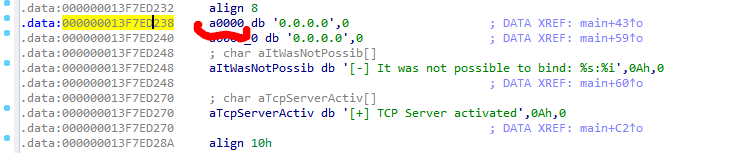 .data:000000013F7ED232 align 8
.data:000000013F7ED238 a0000 db '0.0.0.0',0 ; DATA XREF: main+43↑o
.data:000000013F7ED240 a0000_0 db '0.0.0.0',0 ; DATA XREF: main+59↑o
.data:000000013F7ED248 ; char aItWasNotPossib[]
.data:000000013F7ED248 aItWasNotPossib db '[-] It was not possible to bind: %s:%i',0Ah,0
.data:000000013F7ED248 ; DATA XREF: main+60↑o
.data:000000013F7ED270 ; char aTcpServerActiv[]
.data:000000013F7ED270 aTcpServerActiv db '[+] TCP Server activated',0Ah,0
.data:000000013F7ED270 ; DATA XREF: main+C2↑o
.data:000000013F7ED28A align 10h